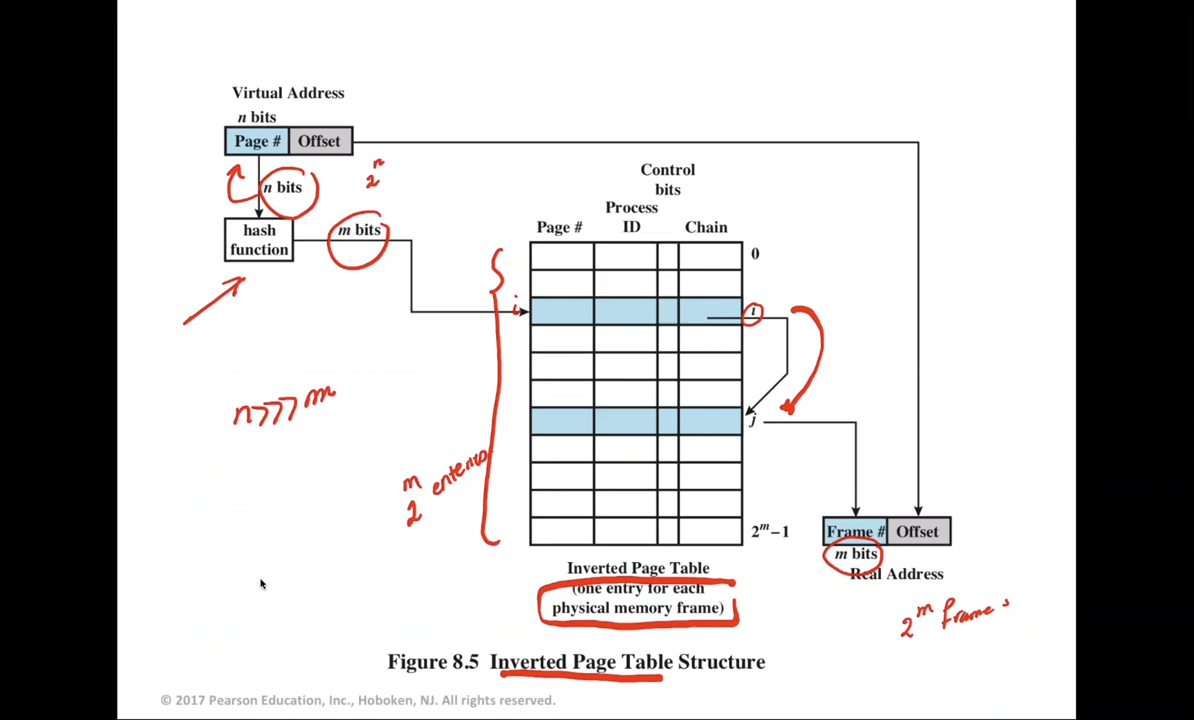 Virtual Address
n bits
Page # Offset
n bits
2^n
hash
function
m bits
Control
bits
Process
Page # ID Chain
0
i
i
j
n>>>m
2^m enteries
2^m – 1
Frame # Offset
m bits
Real Address
2^m frames
Inverted Page Table
(one entry for each
physical memory frame)
Figure 8.5 Inverted Page Table Structure
© 2017 Pearson Education, Inc., Hoboken, NJ. All rights reserved.